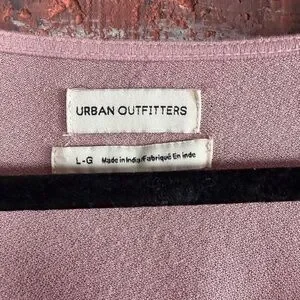 URBAN OUTFITTERS
L-G Made in India/Fabriqué En Inde